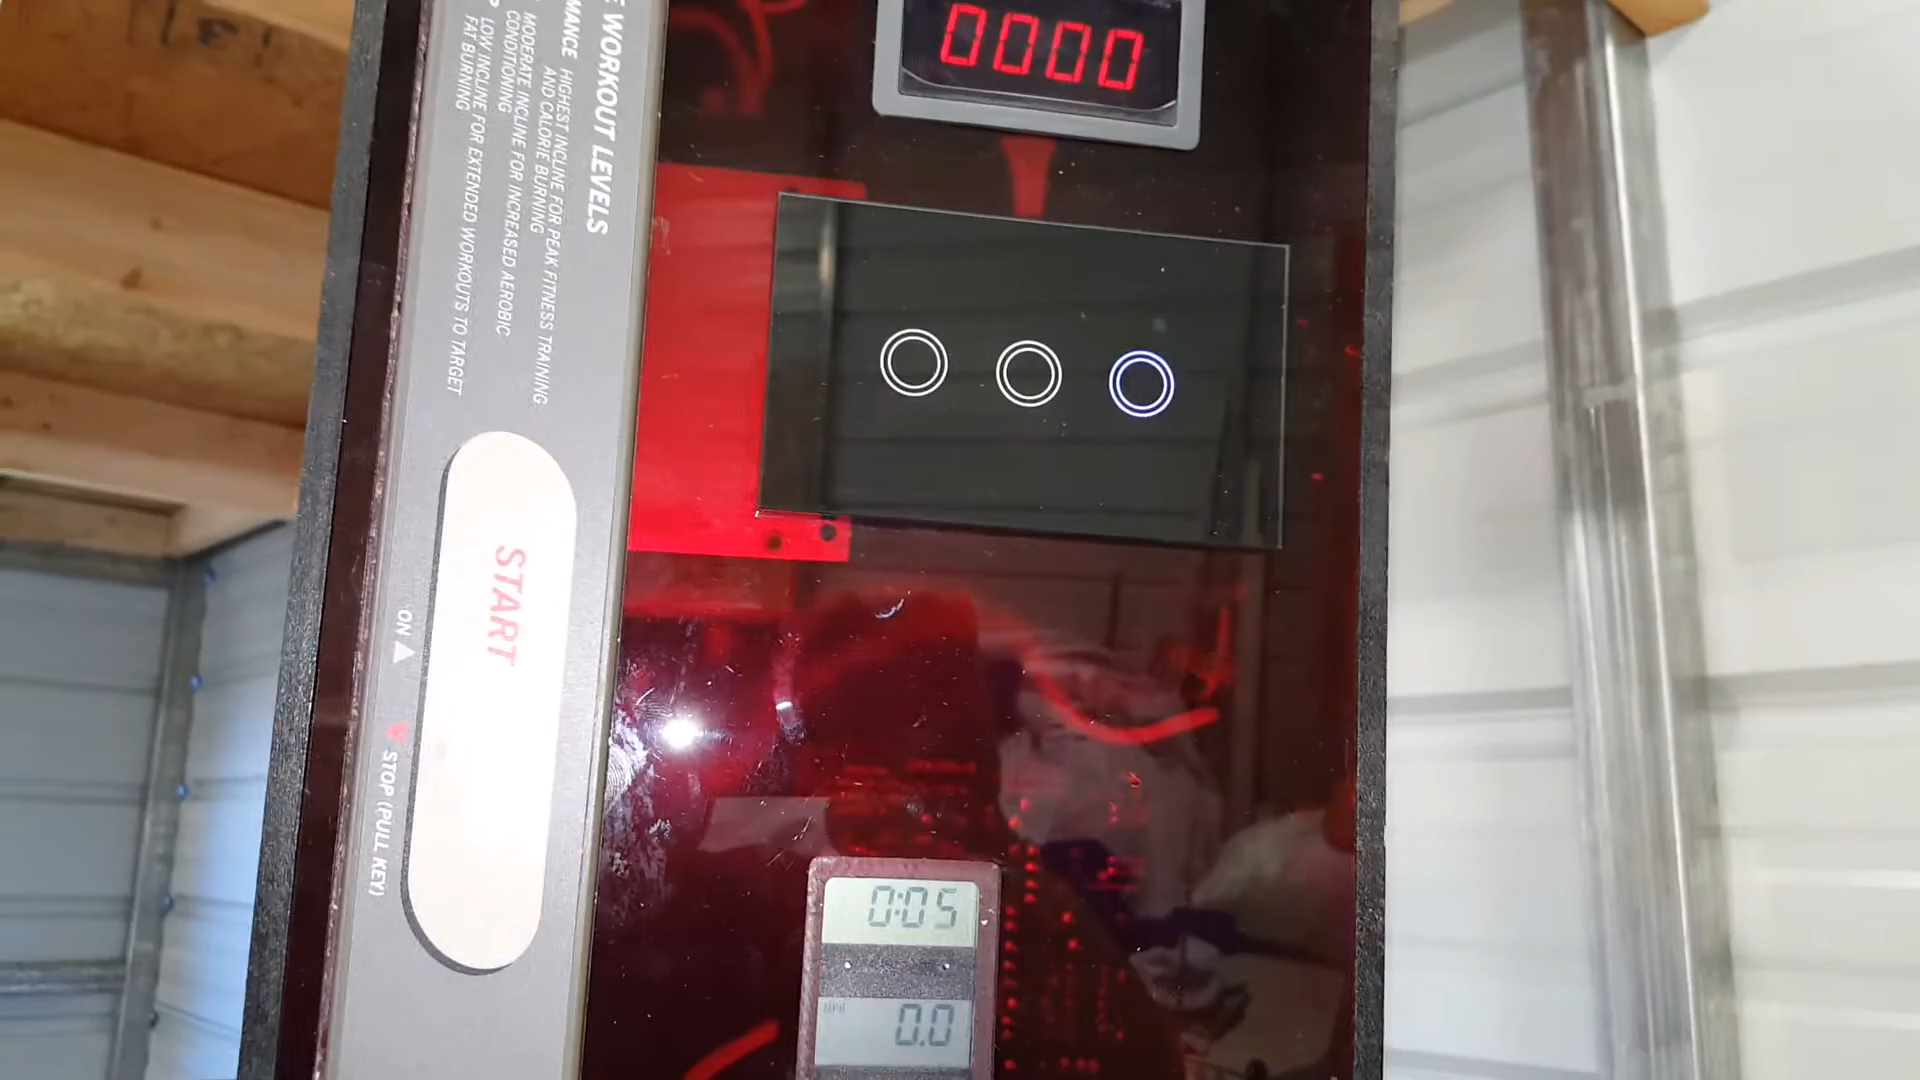 0000
WORKOUT LEVELS
HIGHEST INCLINE FOR PEAK FITNESS TRAINING
AND CALORIE BURNING
MODERATE INCLINE FOR INCREASED AEROBIC
CONDITIONING
LOW INCLINE FOR EXTENDED WORKOUTS TO TARGET
FAT BURNING
START
ON ▲
▼ STOP (PULL KEY)
0:05
MPH 0.0